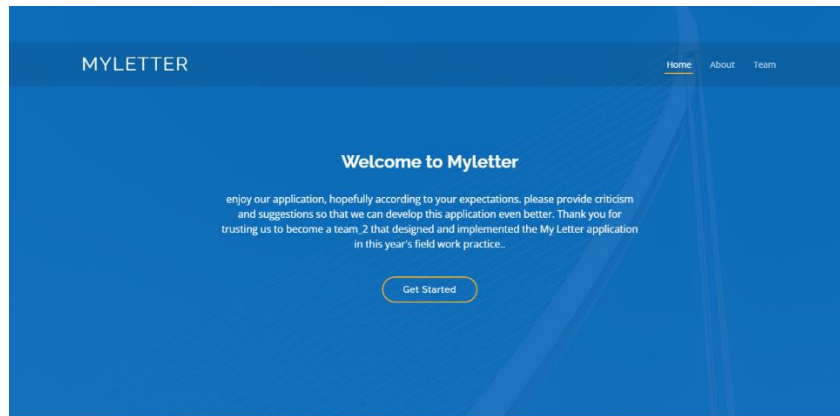 MYLETTER
Home About Team
Welcome to Myletter
enjoy our application, hopefully according to your expectations. please provide criticism
and suggestions so that we can develop this application even better. Thank you for
trusting us to become a team_2 that designed and implemented the My Letter application
in this year's field work practice..
Get Started